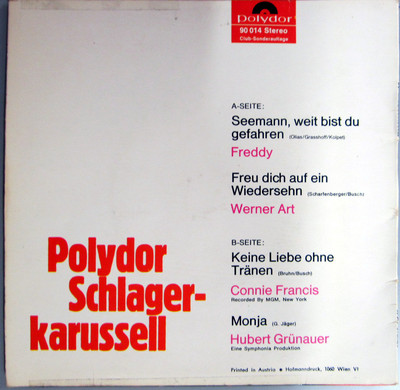 Polydor
90 014 Stereo
Club-Sonderauflage
A-SEITE:
Seemann, weit bist du
gefahren (Olias/Grasshoff/Kolpet)
Freddy
Freu dich auf ein
Wiedersehn (Scharfenberger/Busch)
Werner Art
B-SEITE:
Keine Liebe ohne
Tränen (Bruhn/Busch)
Connie Francis
Recorded By MGM, New York
Monja (G. Jäger)
Hubert Grünauer
Eine Symphonia Produktion
Polydor
Schlager-
karussell
Printed in Austria • Hofmanndruck, 1060 Wien VI